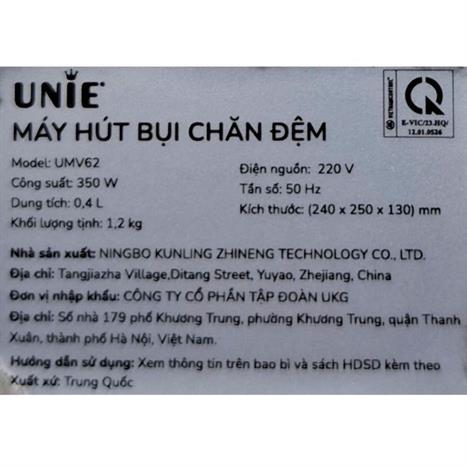 UNIE
MÁY HÚT BỤI CHĂN ĐỆM
Model: UMV62
Công suất: 350 W
Dung tích: 0,4 L
Khối lượng tịnh: 1,2 kg
Điện nguồn: 220 V
Tần số: 50 Hz
Kích thước: (240 x 250 x 130) mm
E-VIC/23.HQ/
12.01.0526
Nhà sản xuất: NINGBO KUNLING ZHINENG TECHNOLOGY CO., LTD.
Địa chỉ: Tangjiazha Village,Ditang Street, Yuyao, Zhejiang, China
Đơn vị nhập khẩu: CÔNG TY CỔ PHẦN TẬP ĐOÀN UKG
Địa chỉ: Số nhà 179 phố Khương Trung, phường Khương Trung, quận Thanh
Xuân, thành phố Hà Nội, Việt Nam.
Hướng dẫn sử dụng: Xem thông tin trên bao bì và sách HDSD kèm theo
Xuất xứ: Trung Quốc